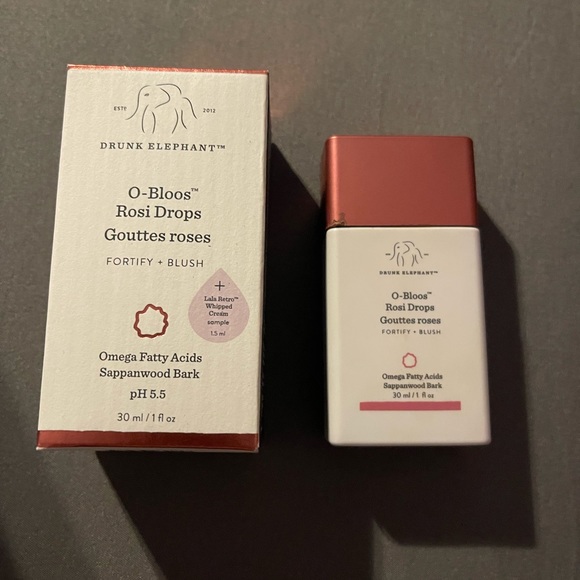 ESTD 2012
DRUNK ELEPHANT™
O-Bloos™
Rosi Drops
Gouttes roses
FORTIFY + BLUSH
+
Lala Retro™
Whipped
Cream
sample
1.5 ml
Omega Fatty Acids
Sappanwood Bark
pH 5.5
30 ml / 1 fl oz
DRUNK ELEPHANT™
O-Bloos™
Rosi Drops
Gouttes roses
FORTIFY + BLUSH
Omega Fatty Acids
Sappanwood Bark
30 ml / 1 fl oz